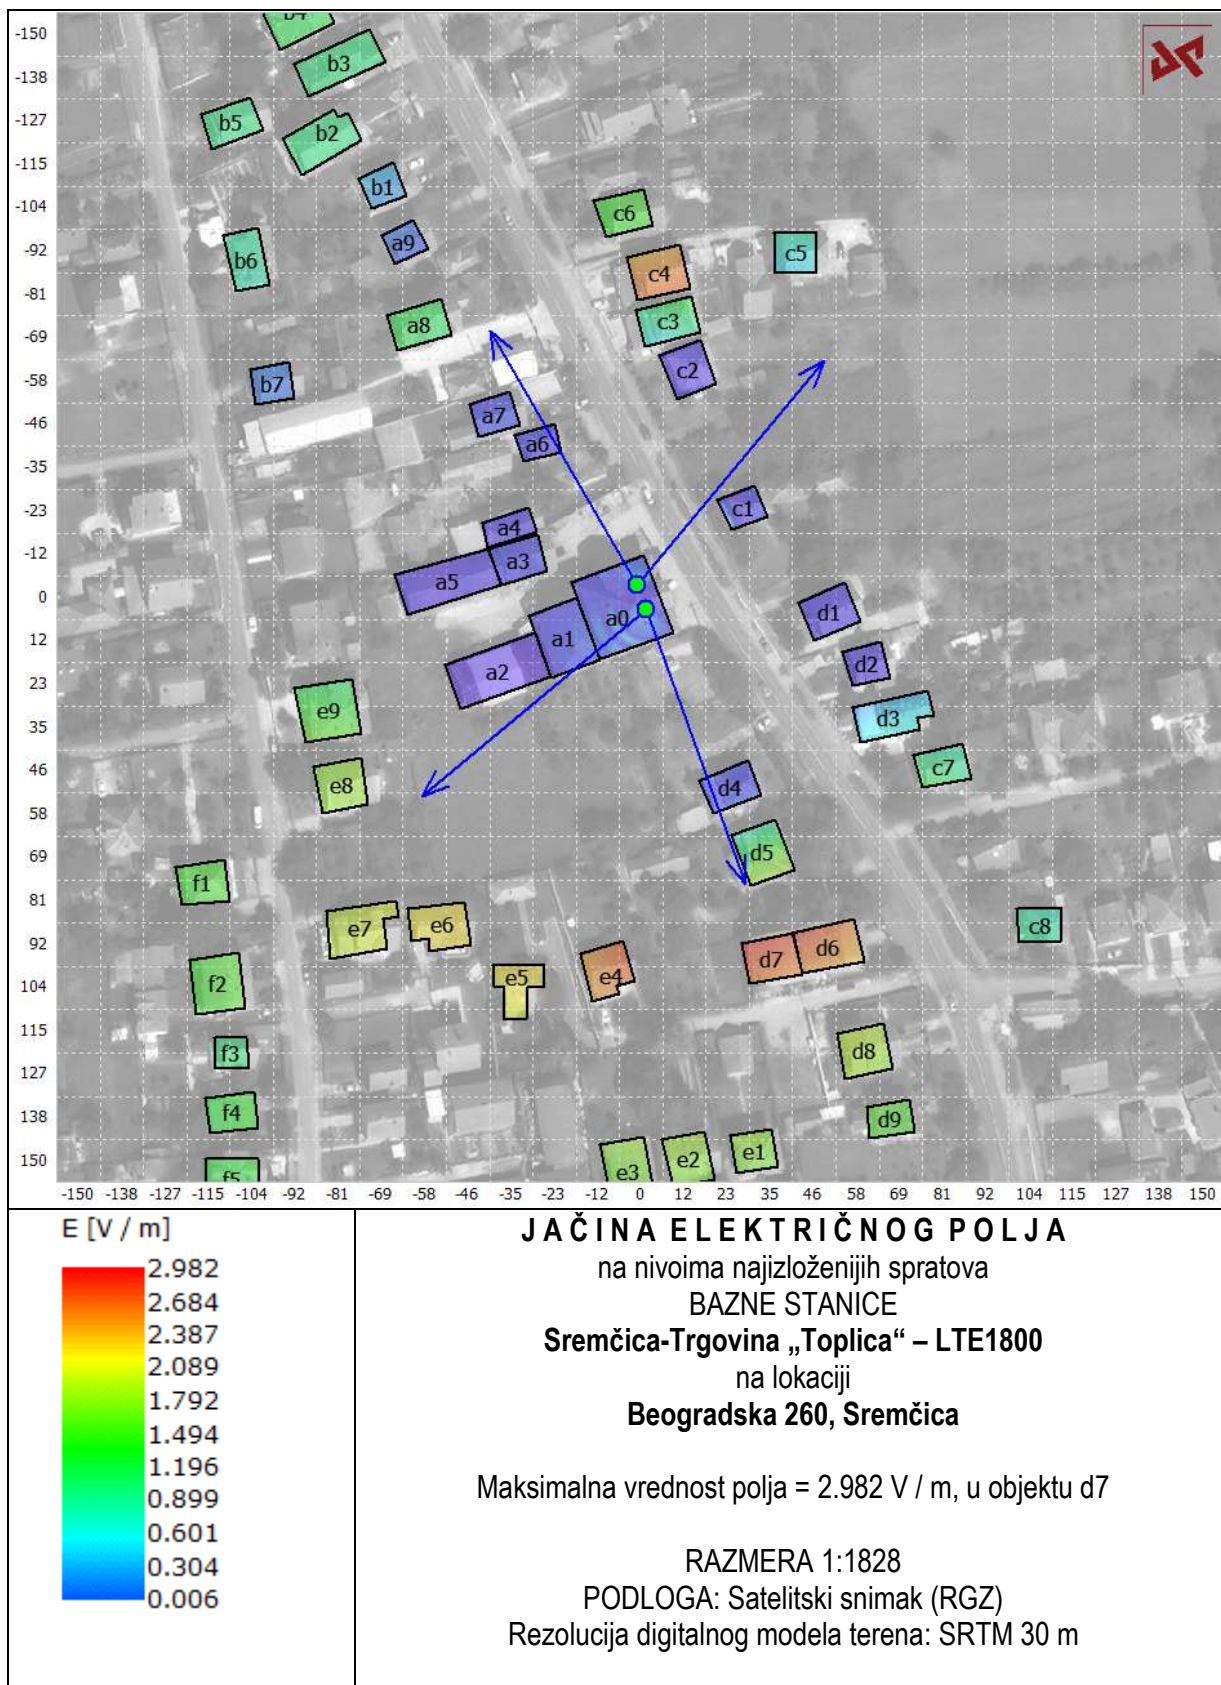 -150
-138
-127
-115
-104
-92
-81
-69
-58
-46
-35
-23
-12
0
12
23
35
46
58
69
81
92
104
115
127
138
150
b4
b3
b5
b2
b1
a9
b6
a8
b7
a7
a6
a4
a3
a5
a0
a1
a2
c6
c4
c5
c3
c2
c1
d1
d2
d3
c7
d4
d5
e9
e8
f1
e7
e6
e5
e4
d7
d6
c8
f2
f3
f4
f5
d8
d9
e3
e2
e1
-150 -138 -127 -115 -104 -92 -81 -69 -58 -46 -35 -23 -12 0 12 23 35 46 58 69 81 92 104 115 127 138 150
E [V / m]
2.982
2.684
2.387
2.089
1.792
1.494
1.196
0.899
0.601
0.304
0.006
JAČINA ELEKTRIČNOG POLJA
na nivoima najizloženijih spratova
BAZNE STANICE
Sremčica-Trgovina „Toplica“ – LTE1800
na lokaciji
Beogradska 260, Sremčica
Maksimalna vrednost polja = 2.982 V / m, u objektu d7
RAZMERA 1:1828
PODLOGA: Satelitski snimak (RGZ)
Rezolucija digitalnog modela terena: SRTM 30 m